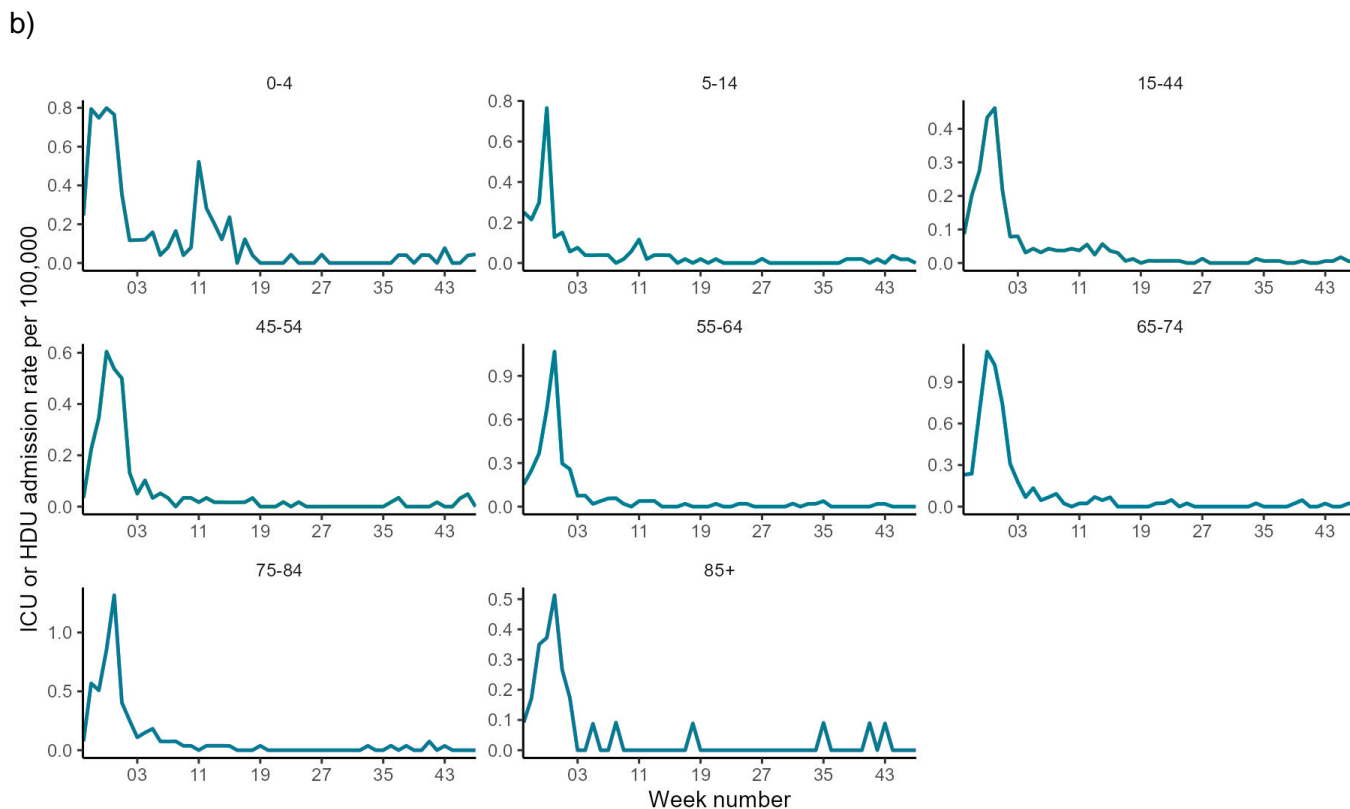 b)
0-4 5-14 15-44
0.8 0.6 0.4 0.2 0.0
0.8 0.6 0.4 0.2 0.0
0.4 0.3 0.2 0.1 0.0
03 11 19 27 35 43 03 11 19 27 35 43 03 11 19 27 35 43
45-54 55-64 65-74
0.6 0.4 0.2 0.0
0.9 0.6 0.3 0.0
0.9 0.6 0.3 0.0
03 11 19 27 35 43 03 11 19 27 35 43 03 11 19 27 35 43
75-84 85+
1.0 0.5 0.0
0.5 0.4 0.3 0.2 0.1 0.0
03 11 19 27 35 43 03 11 19 27 35 43
ICU or HDU admission rate per 100,000
Week number